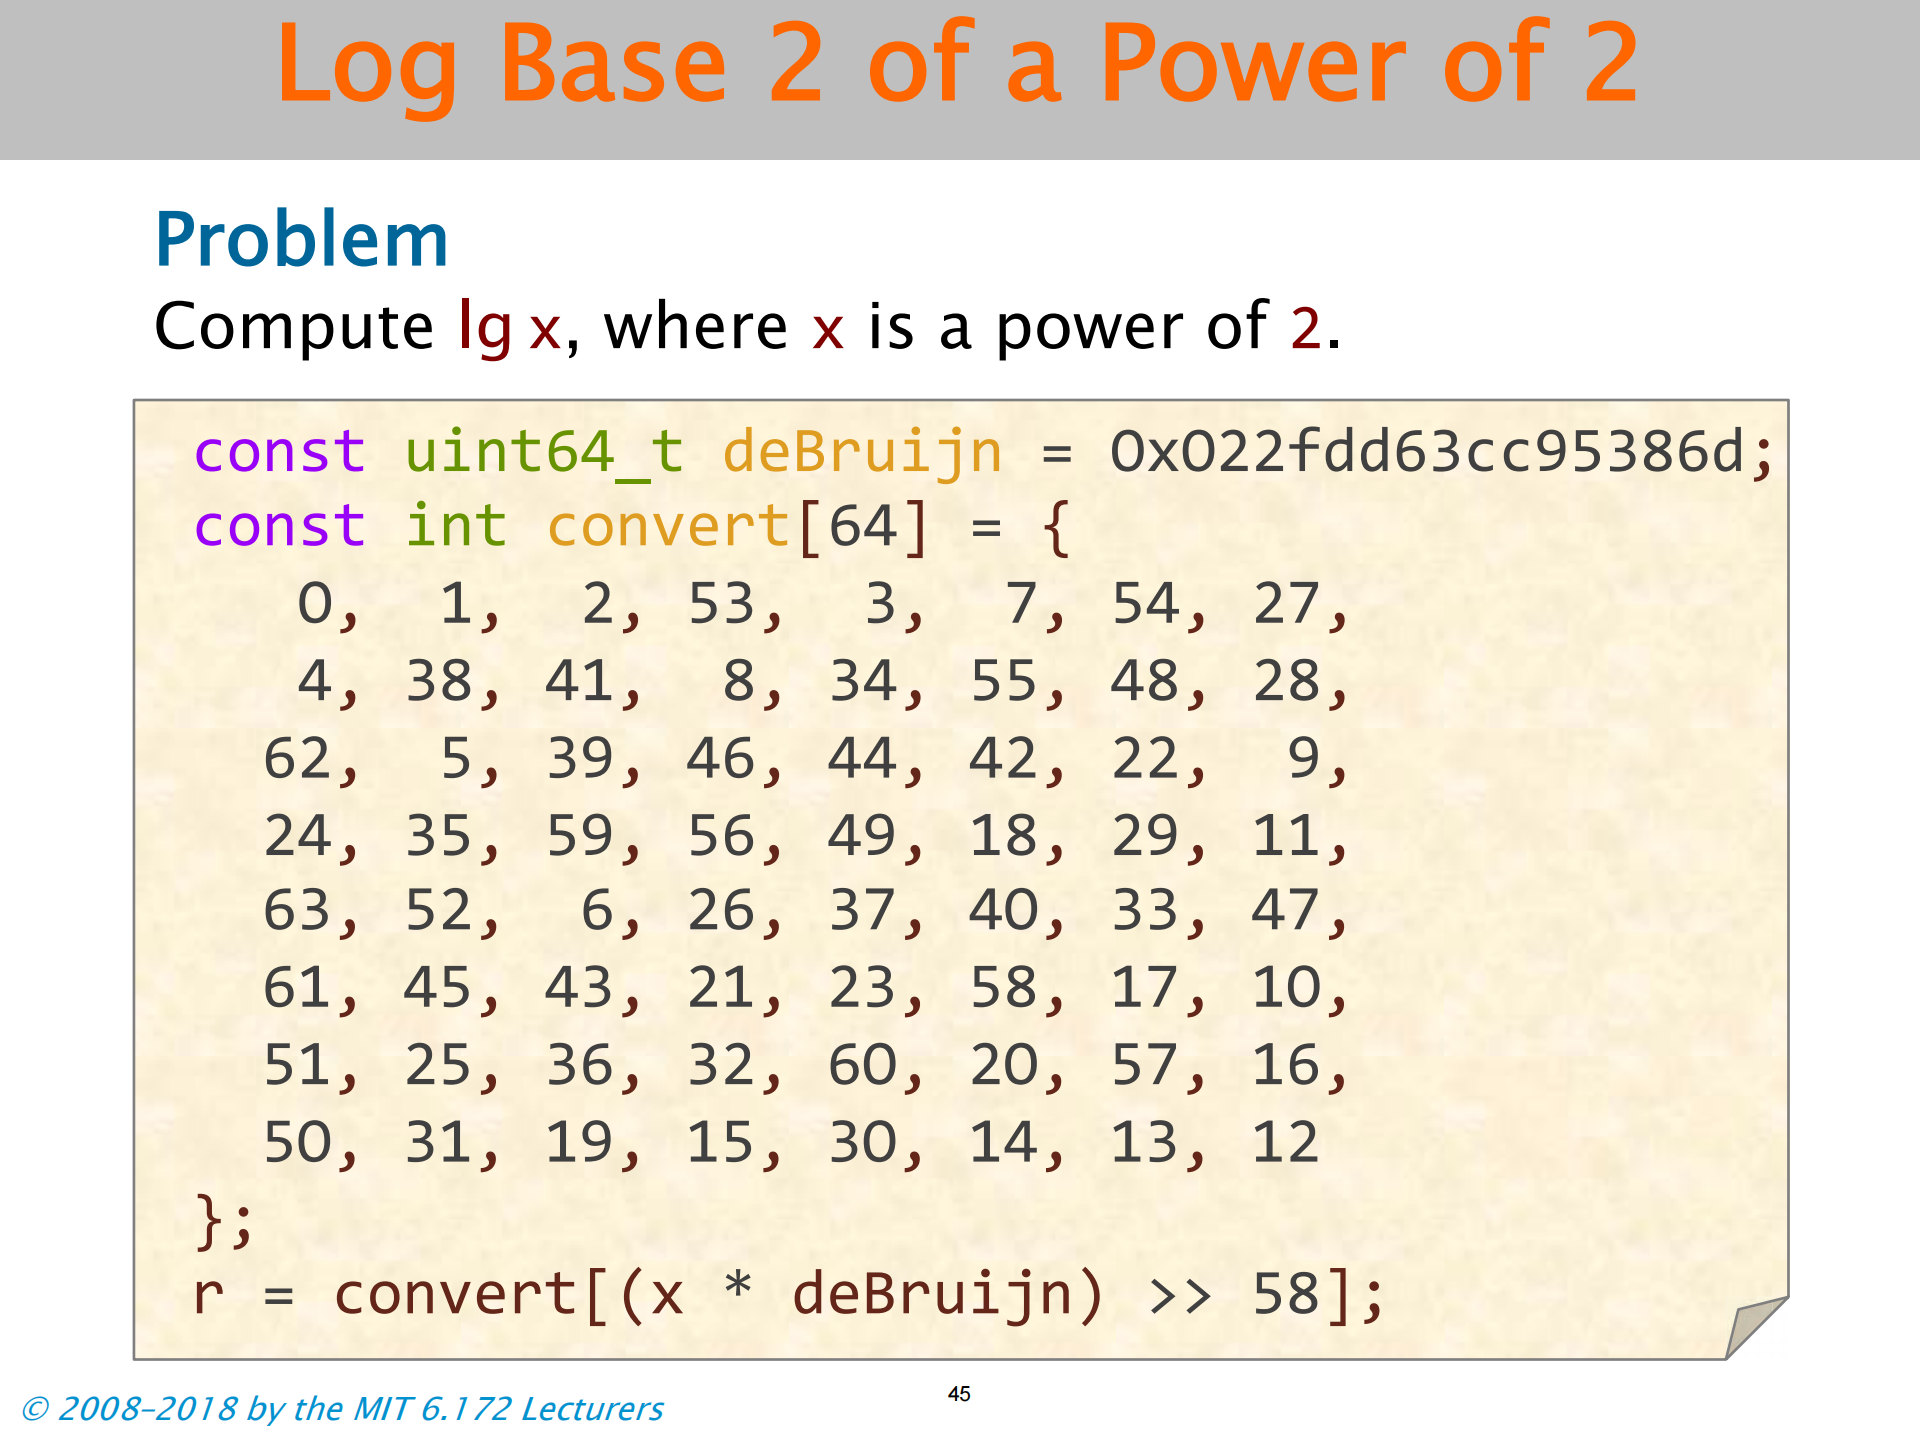 Log Base 2 of a Power of 2
Problem
Compute lg x, where x is a power of 2.
const uint64_t deBruijn = 0x022fdd63cc95386d;
const int convert[64] = {
0, 1, 2, 53, 3, 7, 54, 27,
4, 38, 41, 8, 34, 55, 48, 28,
62, 5, 39, 46, 44, 42, 22, 9,
24, 35, 59, 56, 49, 18, 29, 11,
63, 52, 6, 26, 37, 40, 33, 47,
61, 45, 43, 21, 23, 58, 17, 10,
51, 25, 36, 32, 60, 20, 57, 16,
50, 31, 19, 15, 30, 14, 13, 12
};
r = convert[(x * deBruijn) >> 58];
© 2008–2018 by the MIT 6.172 Lecturers
45